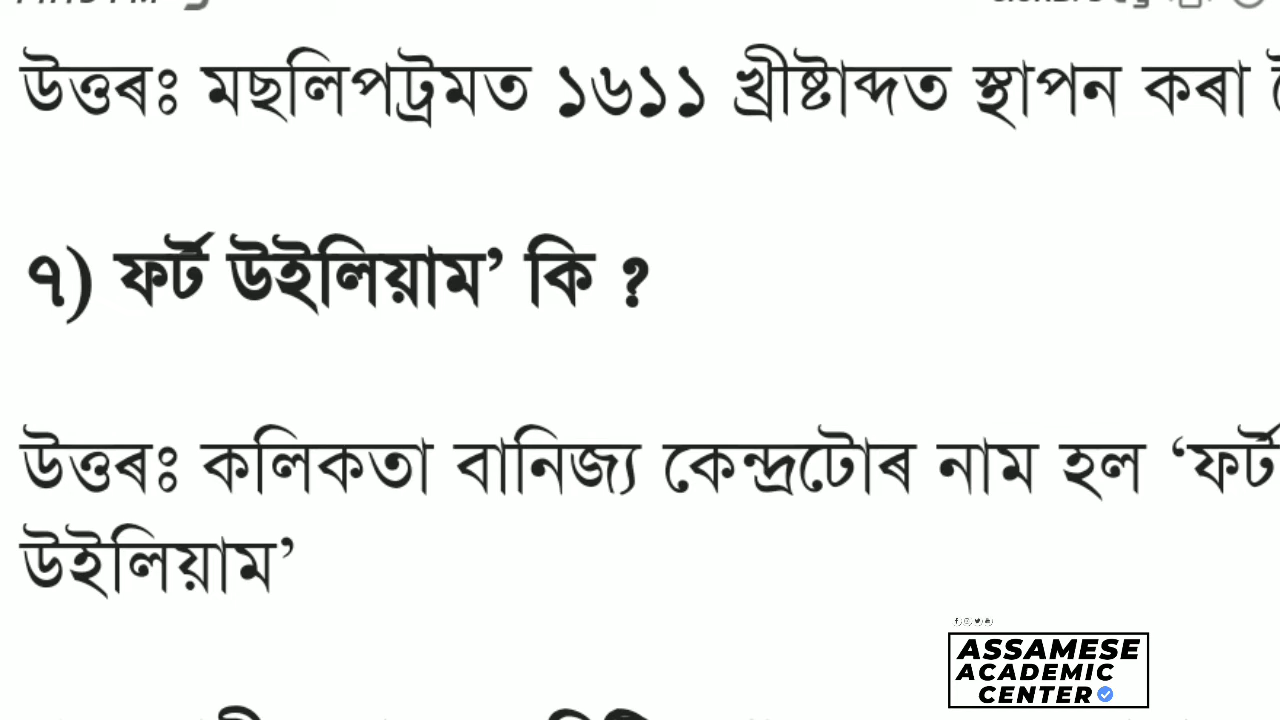 উত্তৰঃ মছলিপট্ৰমত ১৬১১ খ্ৰীষ্টাব্দত স্থাপন কৰা
৭) ফৰ্ট উইলিয়াম’ কি ?
উত্তৰঃ কলিকতা বানিজ্য কেন্দ্ৰটোৰ নাম হল ‘ফৰ্ট
উইলিয়াম’
ASSAMESE
ACADEMIC
CENTER